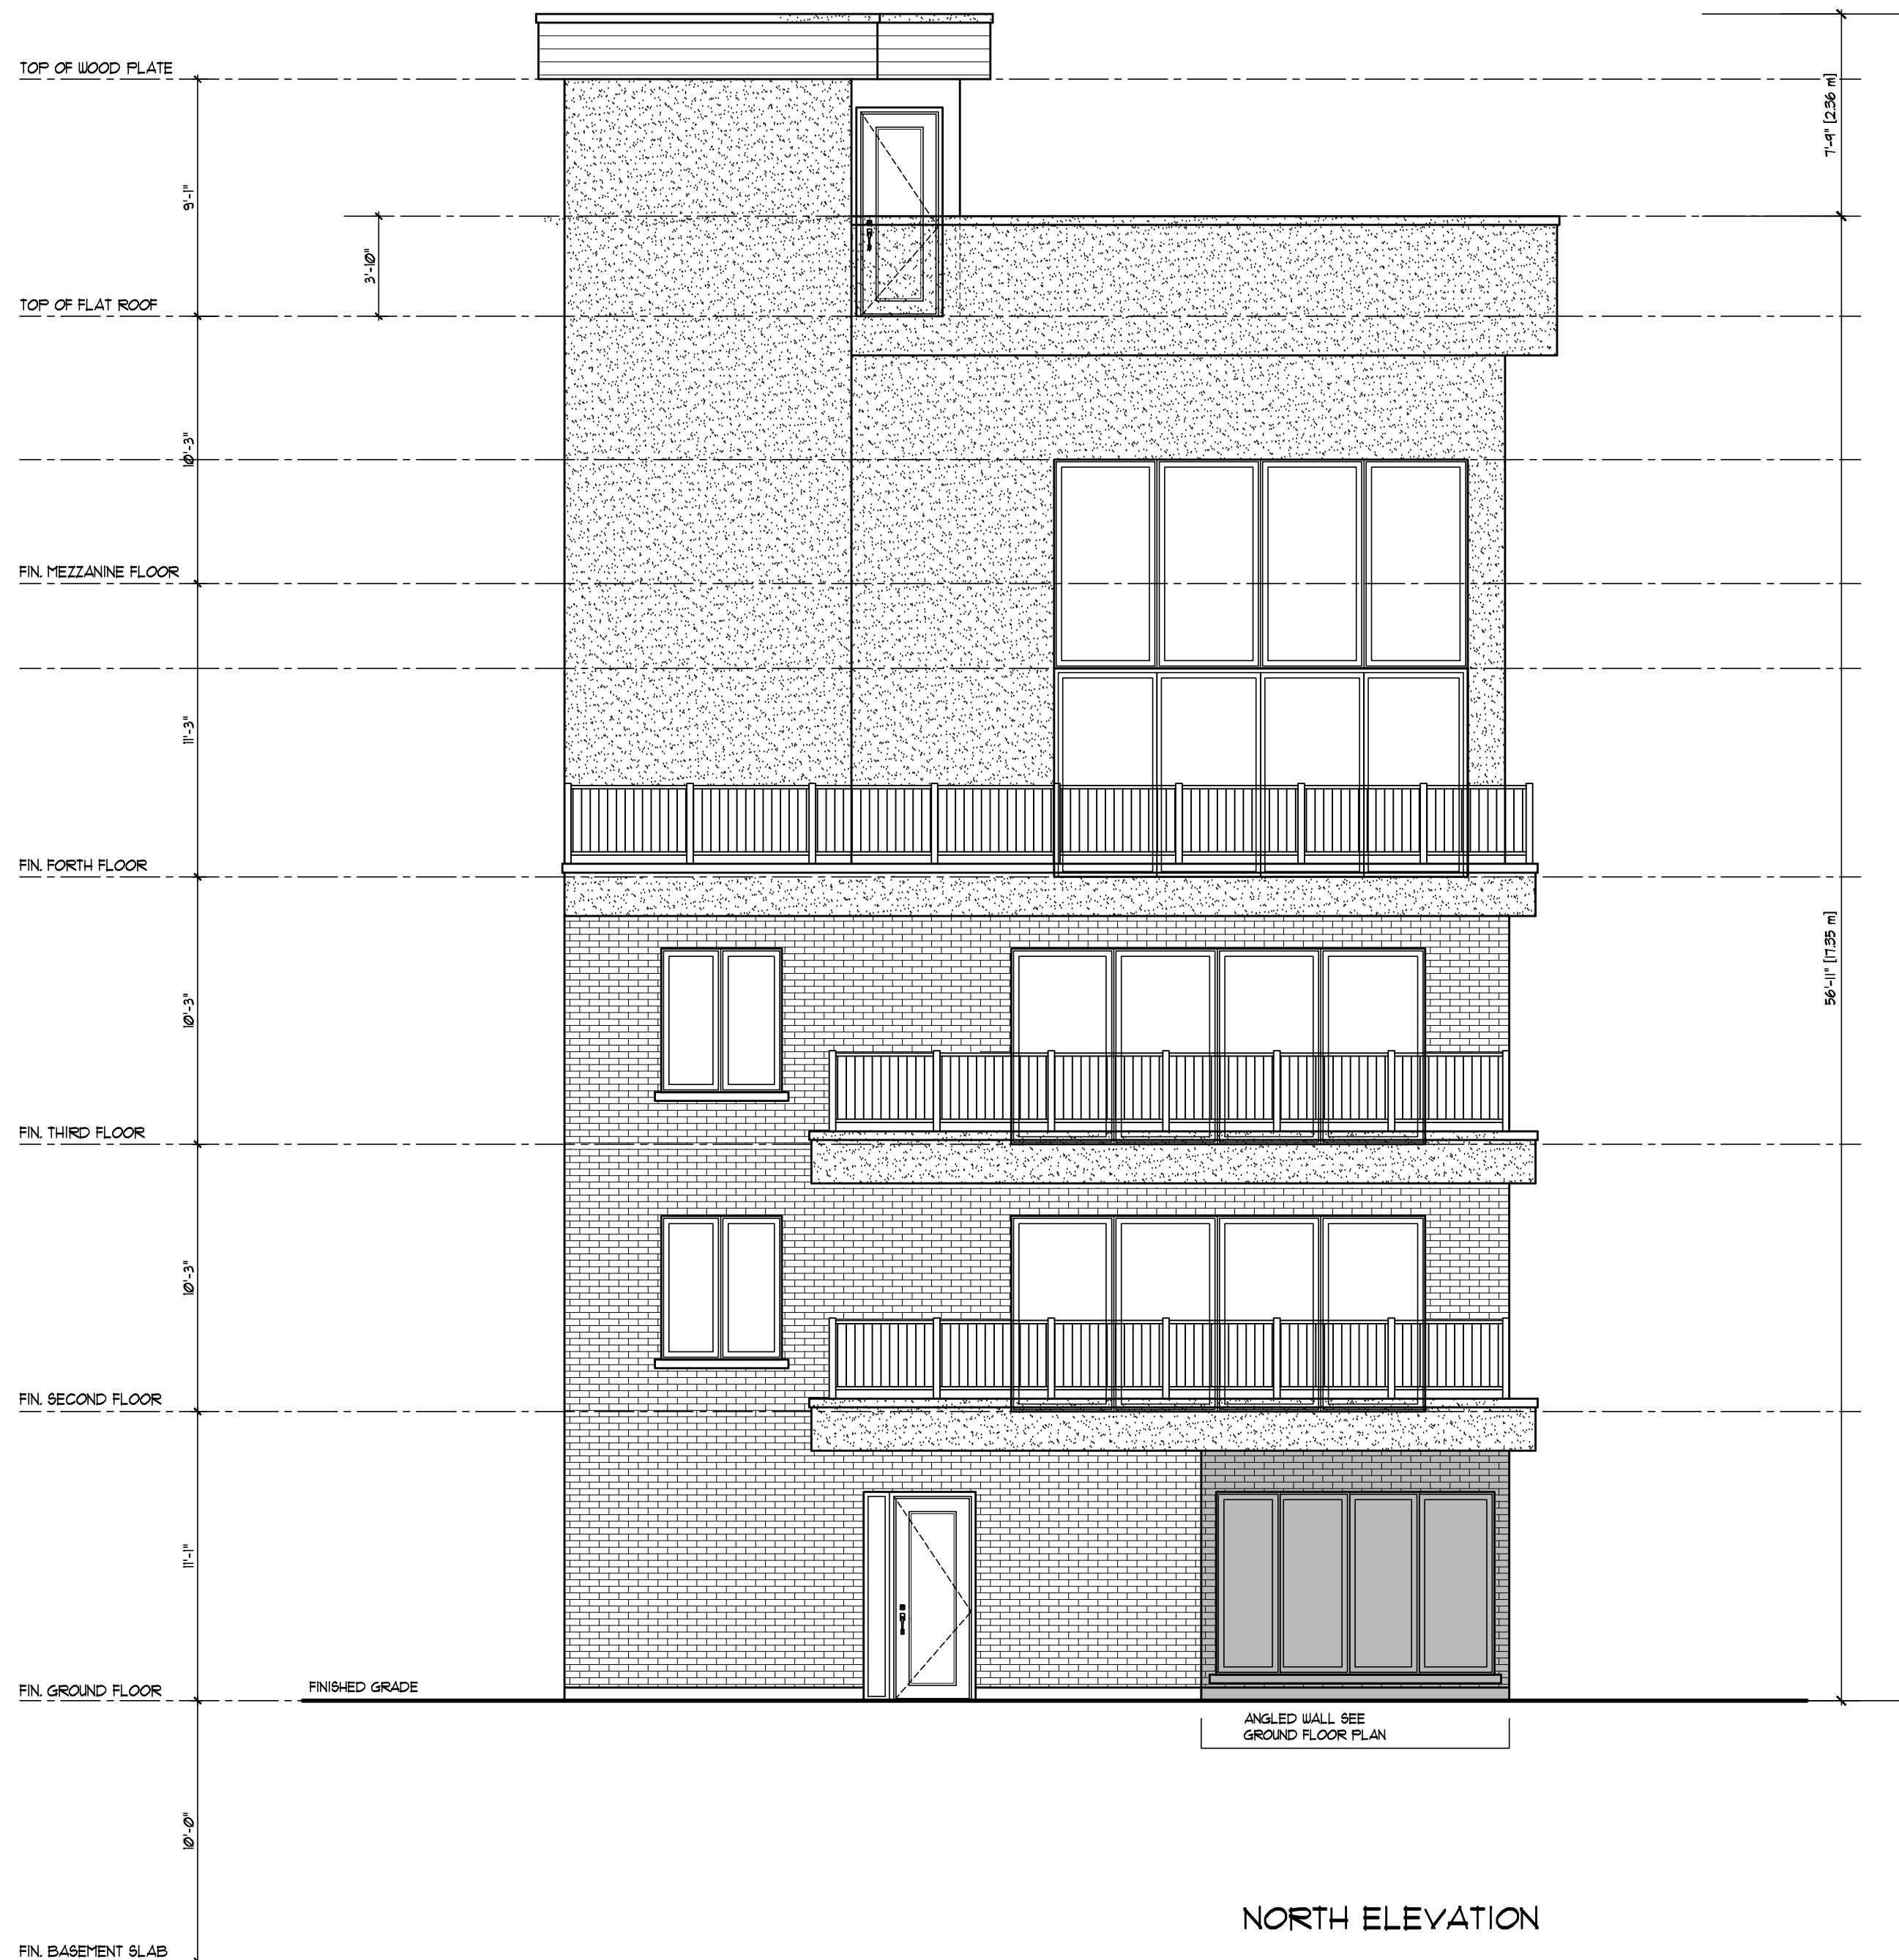 TOP OF WOOD PLATE
7'-9" [2.36 m]
9'-1"
3'-10"
TOP OF FLAT ROOF
10'-3"
FIN. MEZZANINE FLOOR
11'-3"
FIN. FORTH FLOOR
56'-11" [17.35 m]
10'-3"
FIN. THIRD FLOOR
10'-3"
FIN. SECOND FLOOR
11'-1"
FIN. GROUND FLOOR
FINISHED GRADE
ANGLED WALL SEE
GROUND FLOOR PLAN
10'-0"
NORTH ELEVATION
FIN. BASEMENT SLAB